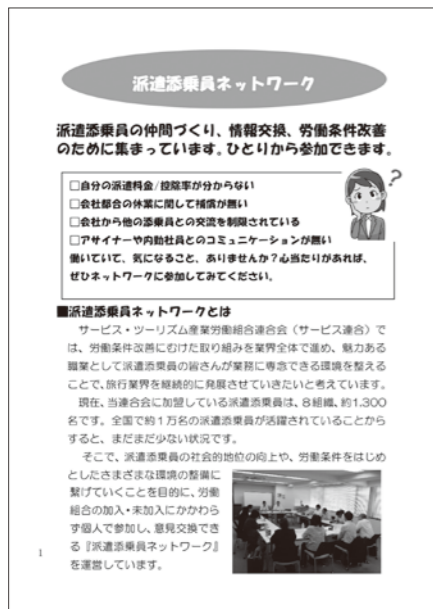 派遣添乗員ネットワーク
派遣添乗員の仲間づくり、情報交換、労働条件改善
のために集まっています。ひとりから参加できます。
□自分の派遣料金/控除率が分からない
□会社都合の休業に関して補償が無い
□会社から他の添乗員との交流を制限されている
□アサイナーや内勤社員とのコミュニケーションが無い
働いていて、気になること、ありませんか？心当たりがあれば、
ぜひネットワークに参加してみてください。
?
■派遣添乗員ネットワークとは
サービス・ツーリズム産業労働組合連合会（サービス連合）で
は、労働条件改善にむけた取り組みを業界全体で進め、魅力ある
職業として派遣添乗員の皆さんが業務に専念できる環境を整える
ことで、旅行業界を継続的に発展させていきたいと考えています。
現在、当連合会に加盟している派遣添乗員は、８組織、約1,300
名です。全国で約１万名の派遣添乗員が活躍されていることから
すると、まだまだ少ない状況です。
そこで、派遣添乗員の社会的地位の向上や、労働条件をはじめ
としたさまざまな環境の整備に
繋げていくことを目的に、労働
組合の加入・未加入にかかわら
ず個人で参加し、意見交換でき
る『派遣添乗員ネットワーク』
を運営しています。
1